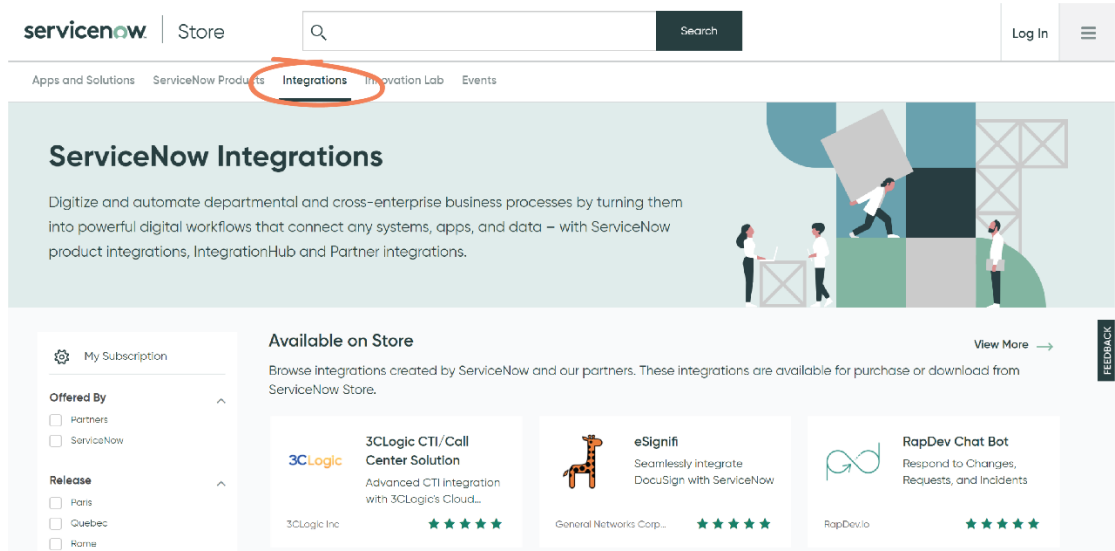 servicenow. Store
Search
Log In
Apps and Solutions ServiceNow Products Integrations Innovation Lab Events
ServiceNow Integrations
Digitize and automate departmental and cross-enterprise business processes by turning them
into powerful digital workflows that connect any systems, apps, and data – with ServiceNow
product integrations, IntegrationHub and Partner integrations.
FEEDBACK
My Subscription
Offered By
Partners
ServiceNow
Release
Paris
Quebec
Rome
Available on Store
View More
Browse integrations created by ServiceNow and our partners. These integrations are available for purchase or download from
ServiceNow Store.
3CLogic
3CLogic CTI/Call
Center Solution
Advanced CTI integration
with 3CLogic's Cloud...
3CLogic Inc
eSignifi
Seamlessly integrate
DocuSign with ServiceNow
General Networks Corp...
RapDev Chat Bot
Respond to Changes,
Requests, and Incidents
RapDev.io